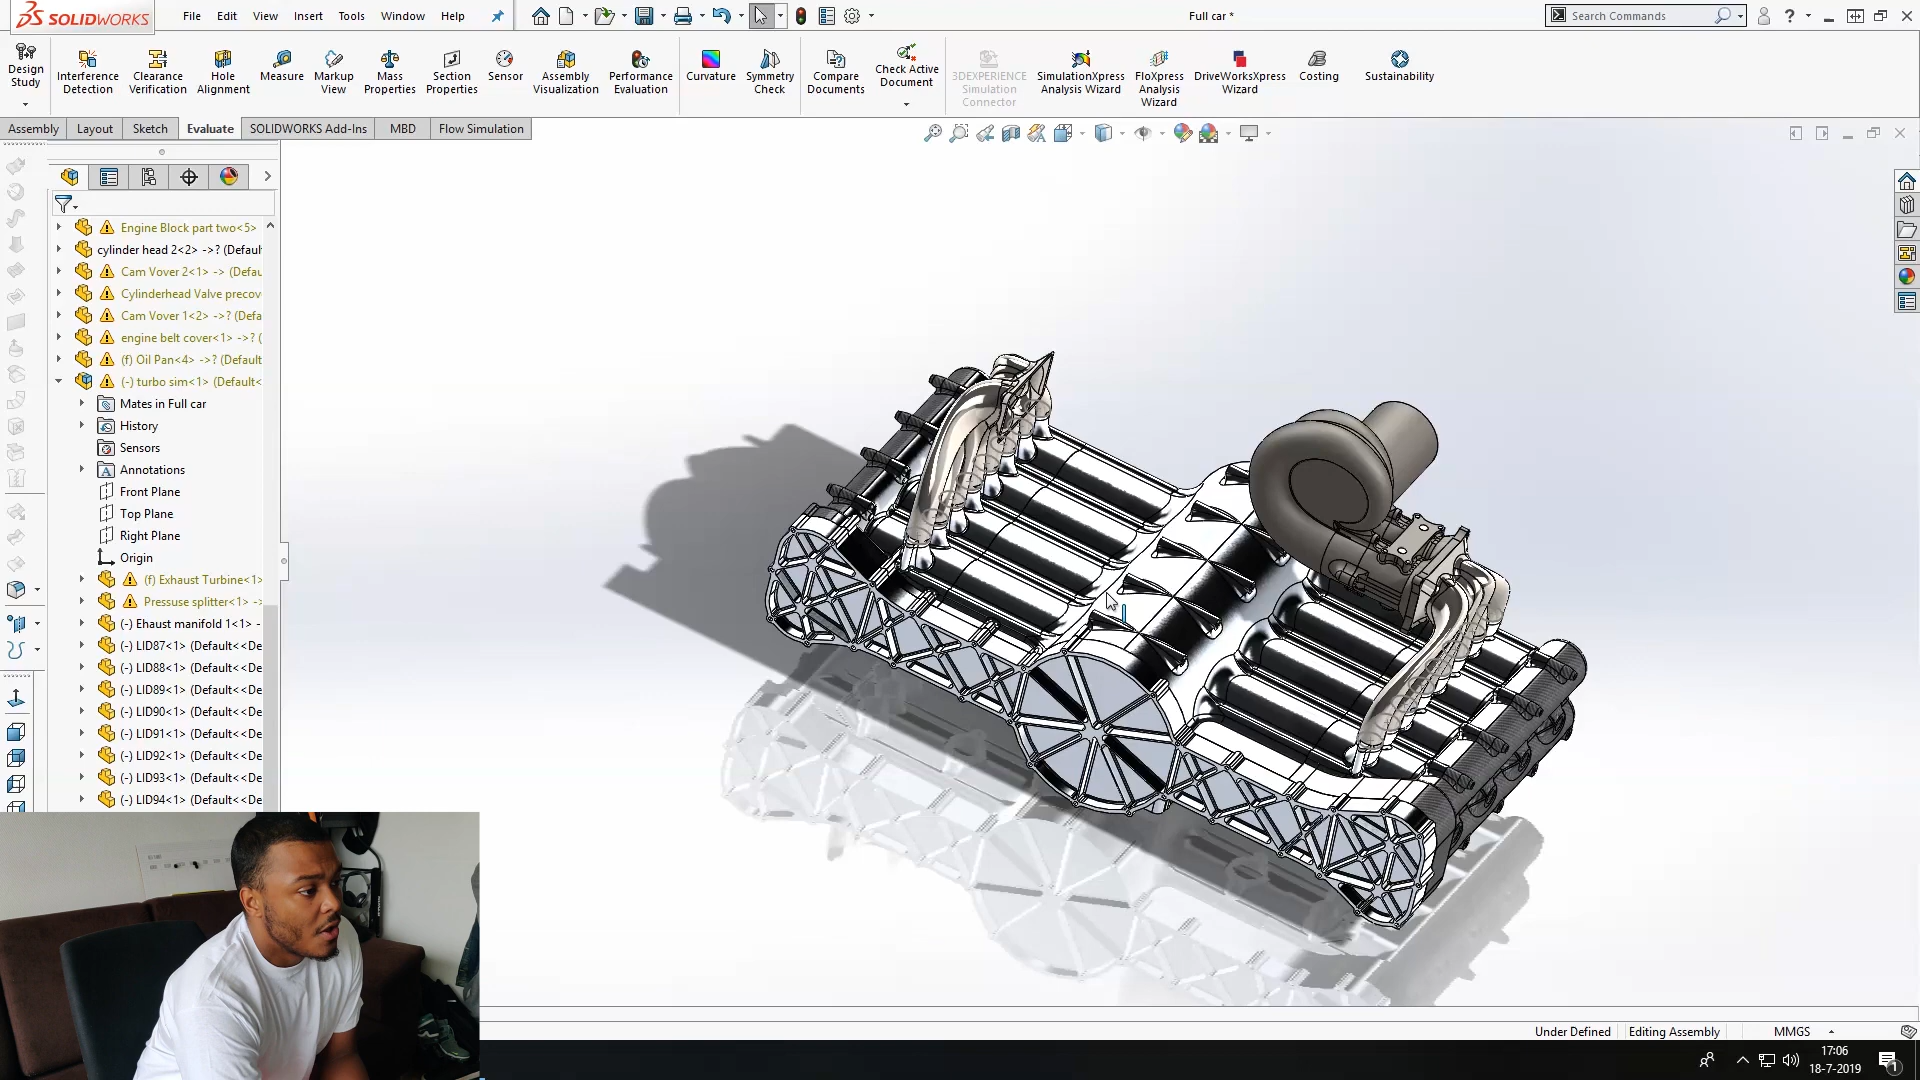 SOLIDWORKS File Edit View Insert Tools Window Help Full car * Search Commands
Design Study
Interference Detection
Clearance Verification
Hole Alignment
Measure
Markup View
Mass Properties
Section Properties
Sensor
Assembly Visualization
Performance Evaluation
Curvature
Symmetry Check
Compare Documents
Check Active Document
3DEXPERIENCE Simulation Connector
SimulationXpress Analysis Wizard
FloXpress Analysis Wizard
DriveWorksXpress Wizard
Costing
Sustainability
Assembly Layout Sketch Evaluate SOLIDWORKS Add-Ins MBD Flow Simulation
Engine Block part two<5>
cylinder head 2<2> ->? (Defaul
Cam Vover 2<1> -> (Defau
Cylinderhead Valve precov
Cam Vover 1<2> ->? (Defa
engine belt cover<1> ->? (
(f) Oil Pan<4> ->? (Default
(-) turbo sim<1> (Default<
Mates in Full car
History
Sensors
Annotations
Front Plane
Top Plane
Right Plane
Origin
(f) Exhaust Turbine<1>
Pressuse splitter<1> ->
(-) Ehaust manifold 1<1> -
(-) LID87<1> (Default<<De
(-) LID88<1> (Default<<De
(-) LID89<1> (Default<<De
(-) LID90<1> (Default<<De
(-) LID91<1> (Default<<De
(-) LID92<1> (Default<<De
(-) LID93<1> (Default<<De
(-) LID94<1> (Default<<De
Under Defined Editing Assembly MMGS
17:06
18-7-2019
1